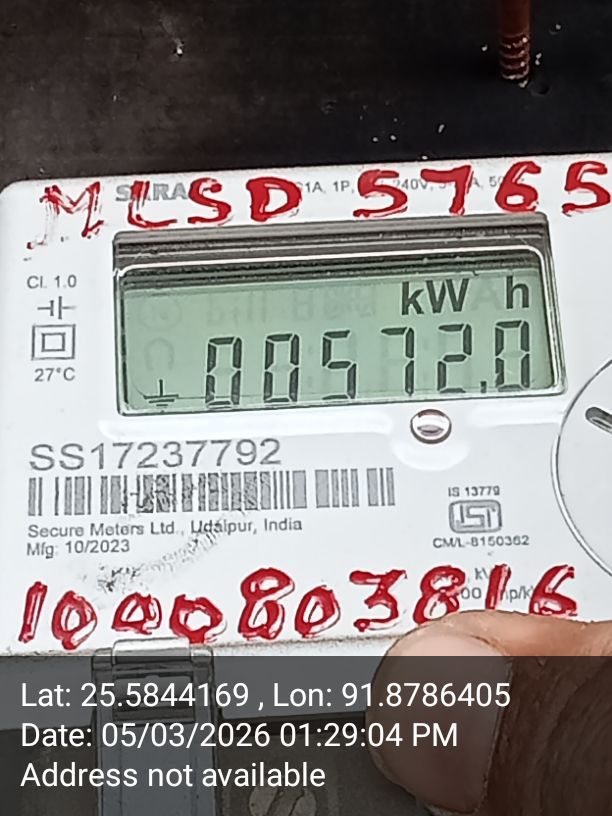 MLSD 5765
Cl. 1.0
kW h
00572.0
27°C
SS17237792
IS 13779
Secure Meters Ltd., Udaipur, India
Mfg: 10/2023
CM/L-8150362
1000803816
Lat: 25.5844169 , Lon: 91.8786405
Date: 05/03/2026 01:29:04 PM
Address not available